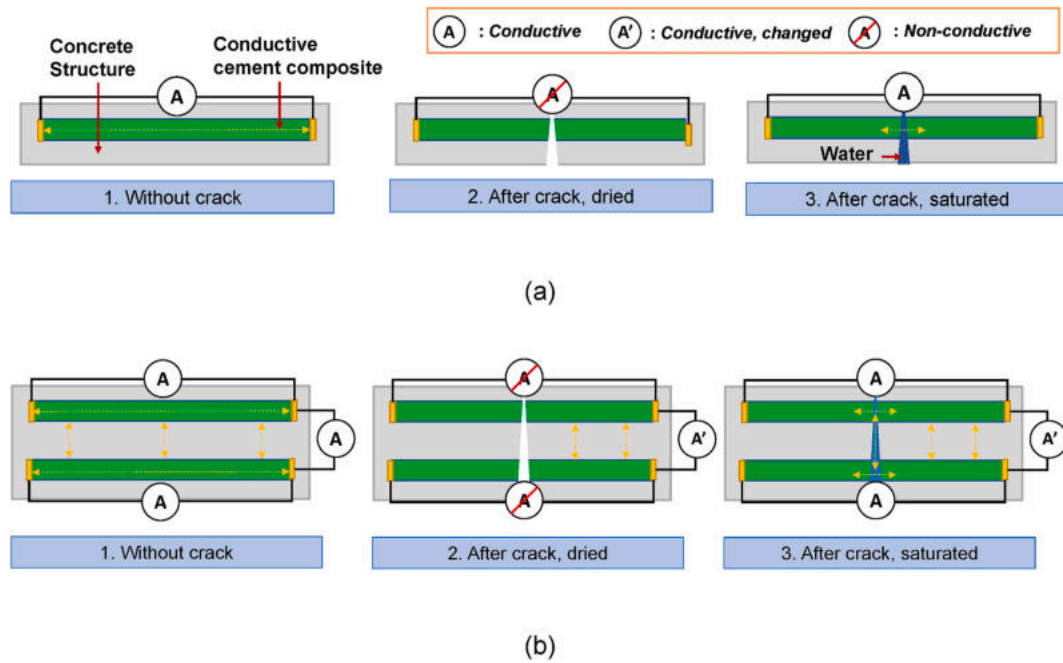 A : Conductive A' : Conductive, changed A : Non-conductive
Concrete
Structure
Conductive
cement composite
A
A
A
Water
1. Without crack
2. After crack, dried
3. After crack, saturated
(a)
A
A
A
A
A'
A
A
A'
A
1. Without crack
2. After crack, dried
3. After crack, saturated
(b)